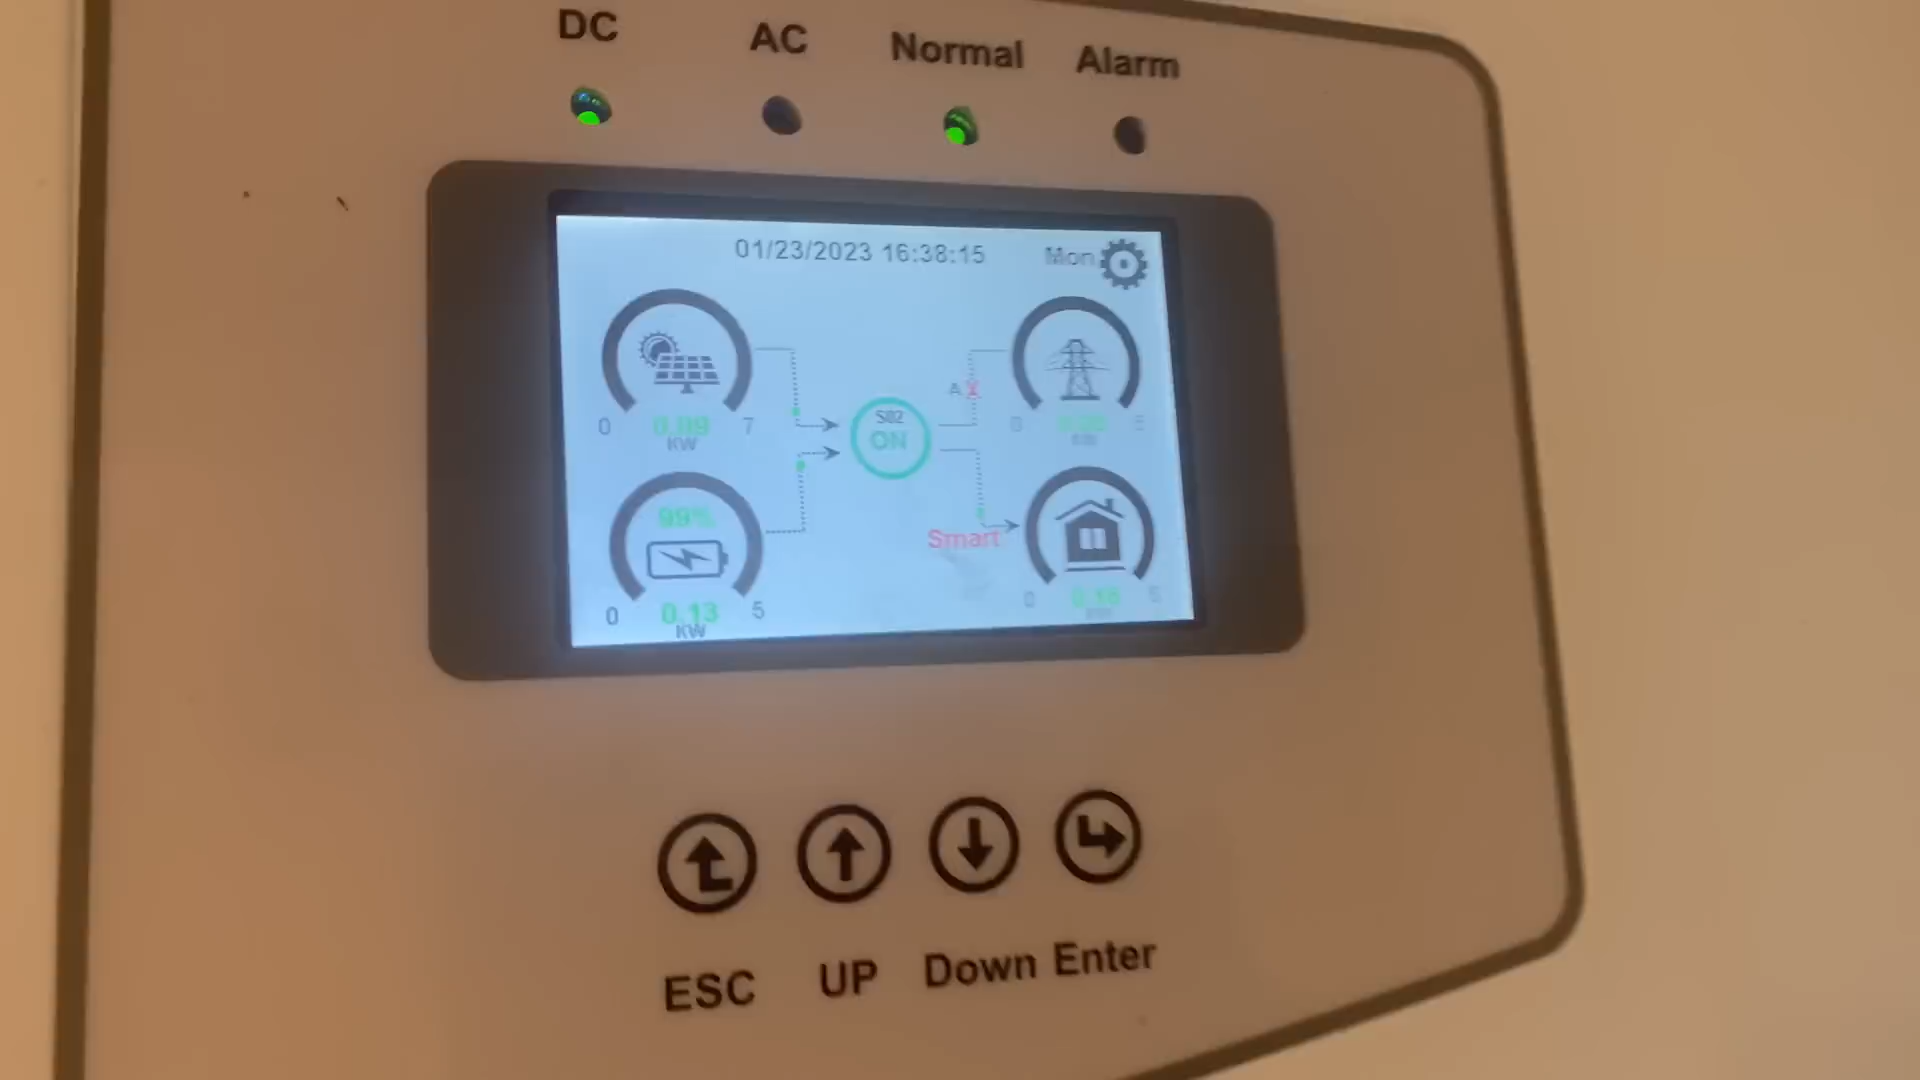 DC AC Normal Alarm
01/23/2023 16:38:15 Mon
0 0.09 7
KW
S02
ON
99%
Smart
0 0.13 5
KW
0
ESC UP Down Enter